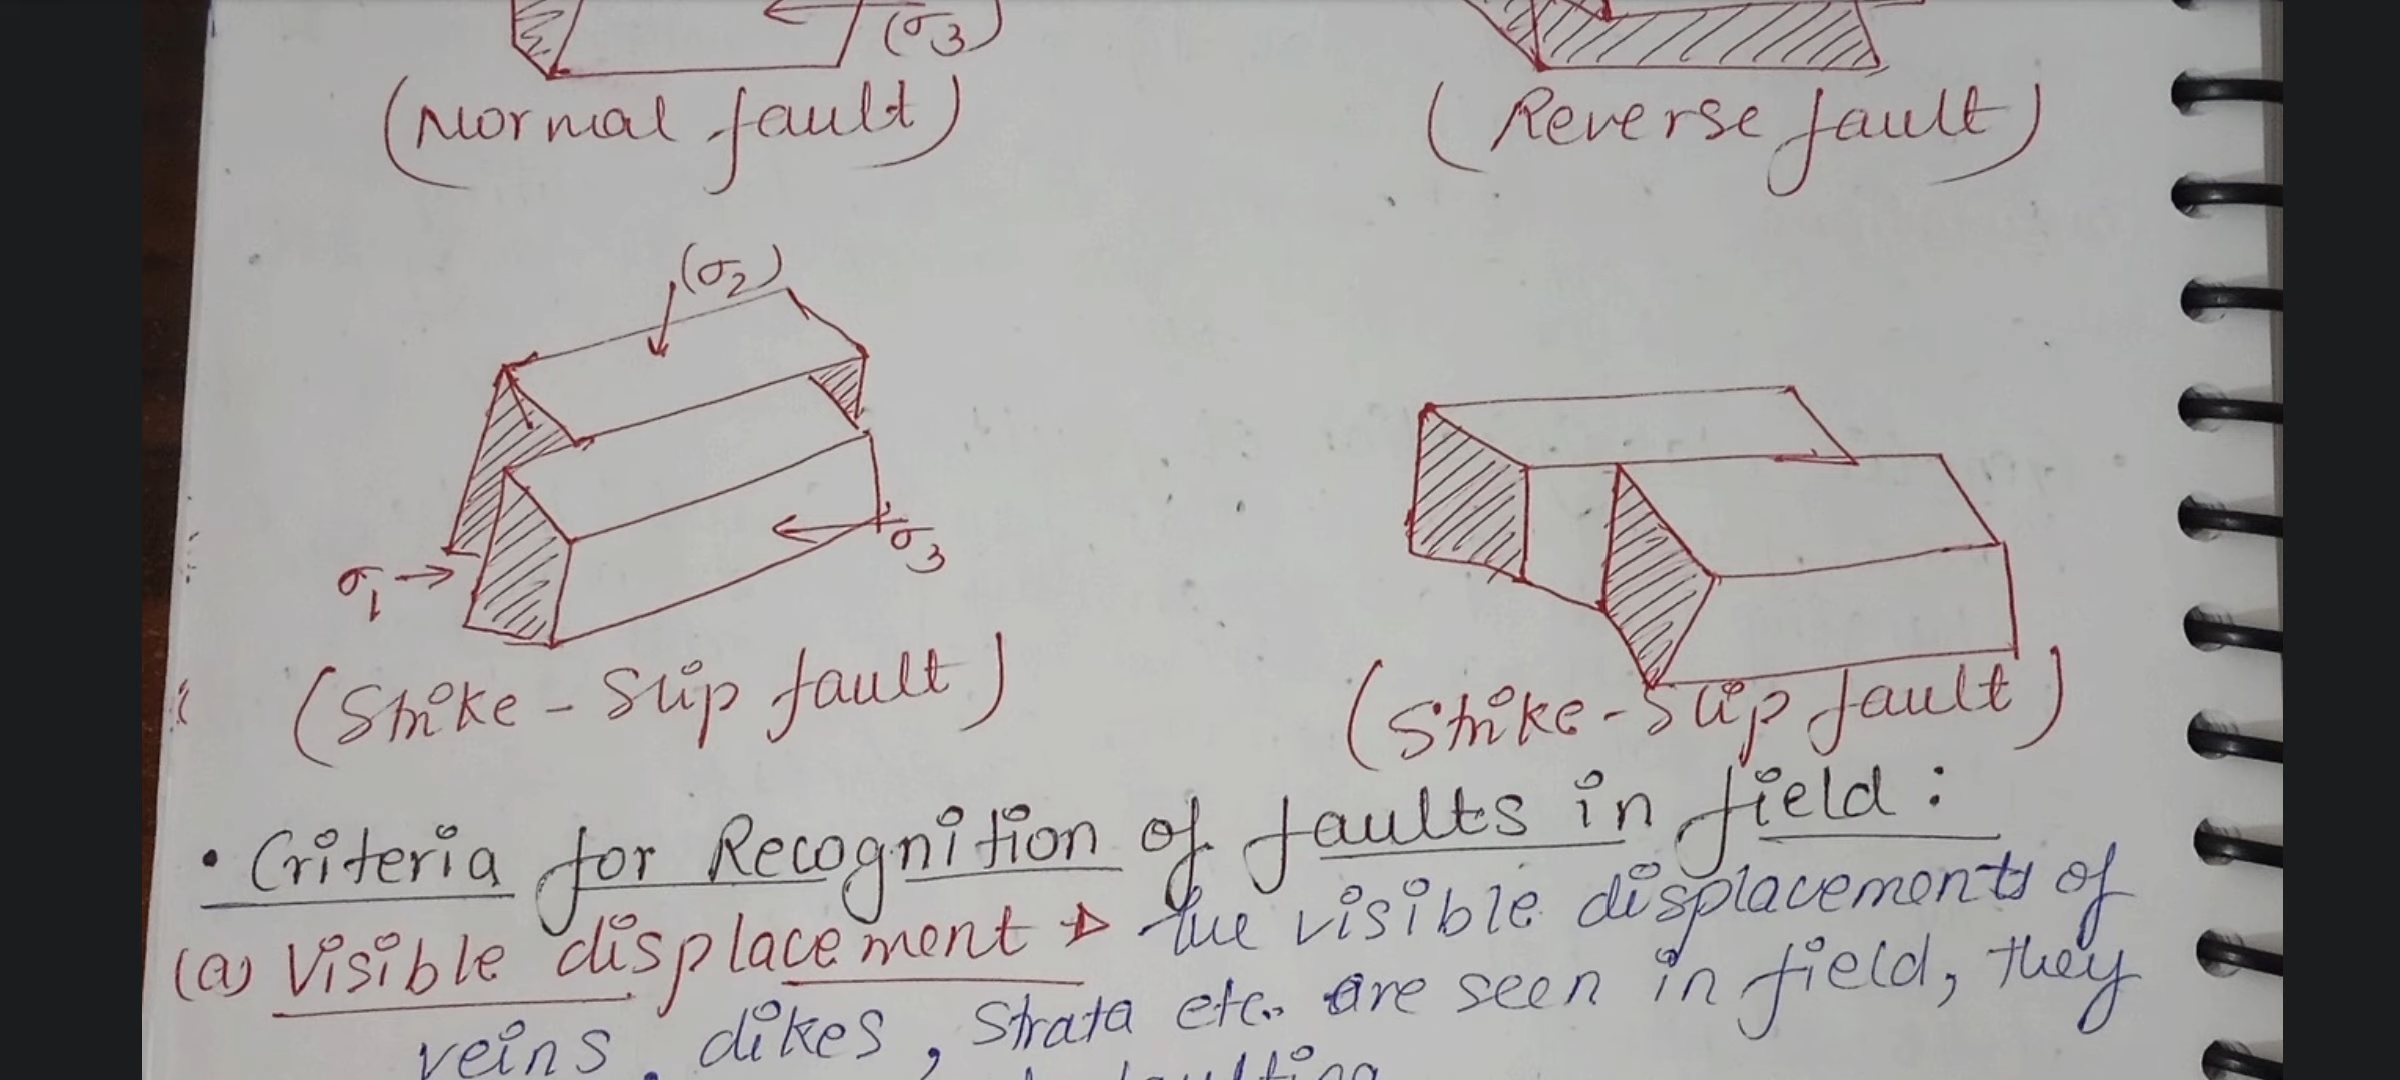 (σ3)
(Normal fault)
(Reverse fault)
(σ2)
σ1
σ3
(Strike-Slip fault)
(Strike-Slip fault)
• Criteria for Recognition of faults in field:
(a) Visible displacement → the visible displacements of
veins, dikes, strata etc. are seen in field, they
faulting